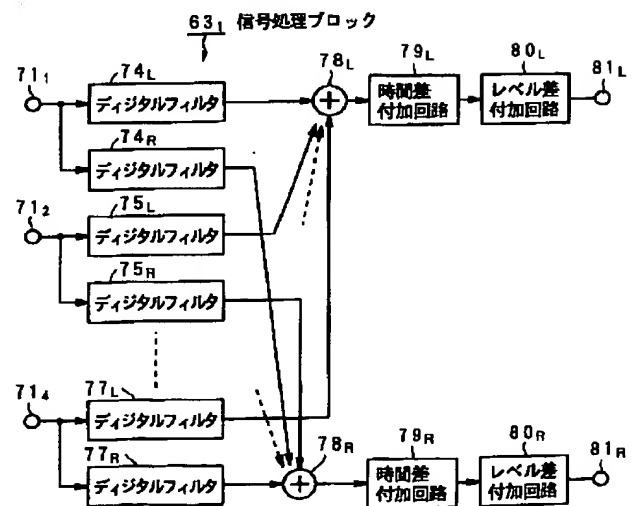 63₁ 信号処理ブロック
71₁
74L
ディジタルフィルタ
78L
79L
時間差
付加回路
80L
レベル差
付加回路
81L
74R
ディジタルフィルタ
71₂
75L
ディジタルフィルタ
75R
ディジタルフィルタ
71₄
77L
ディジタルフィルタ
77R
ディジタルフィルタ
78R
79R
時間差
付加回路
80R
レベル差
付加回路
81R